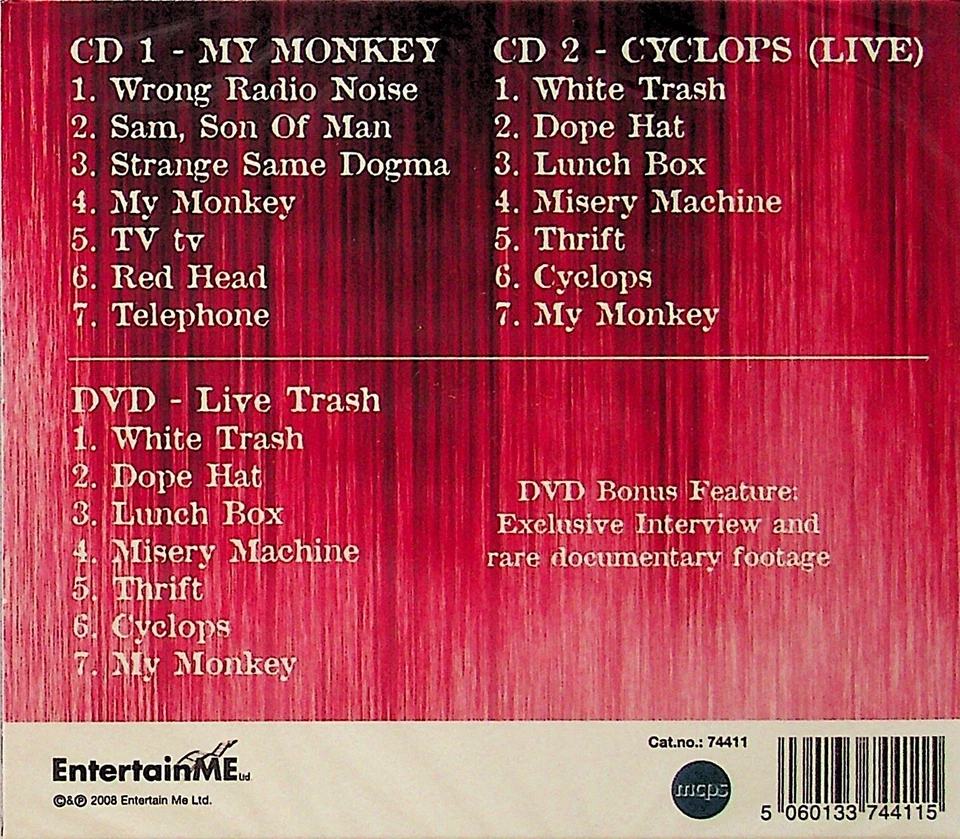 CD 1 - MY MONKEY
1. Wrong Radio Noise
2. Sam, Son Of Man
3. Strange Same Dogma
4. My Monkey
5. TV tv
6. Red Head
7. Telephone
CD 2 - CYCLOPS (LIVE)
1. White Trash
2. Dope Hat
3. Lunch Box
4. Misery Machine
5. Thrift
6. Cyclops
7. My Monkey
DVD - Live Trash
1. White Trash
2. Dope Hat
3. Lunch Box
4. Misery Machine
5. Thrift
6. Cyclops
7. My Monkey
DVD Bonus Feature:
Exclusive Interview and
rare documentary footage
EntertainME Ltd.
©&℗ 2008 Entertain Me Ltd.
Cat.no.: 74411
mcps
5 060133 744115